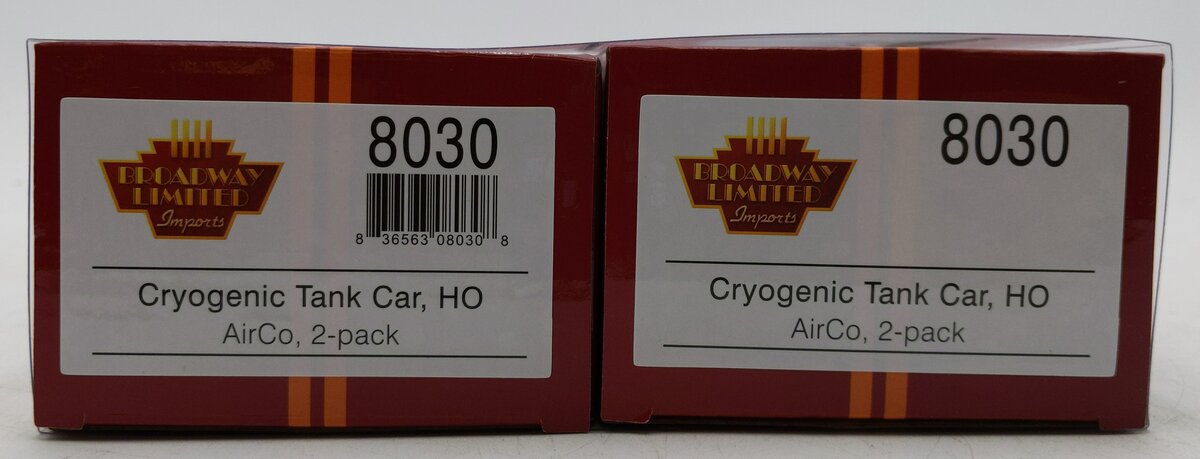 BROADWAY
LIMITED
Imports
8030
8 36563 08030 8
Cryogenic Tank Car, HO
AirCo, 2-pack
BROADWAY
LIMITED
Imports
8030
Cryogenic Tank Car, HO
AirCo, 2-pack